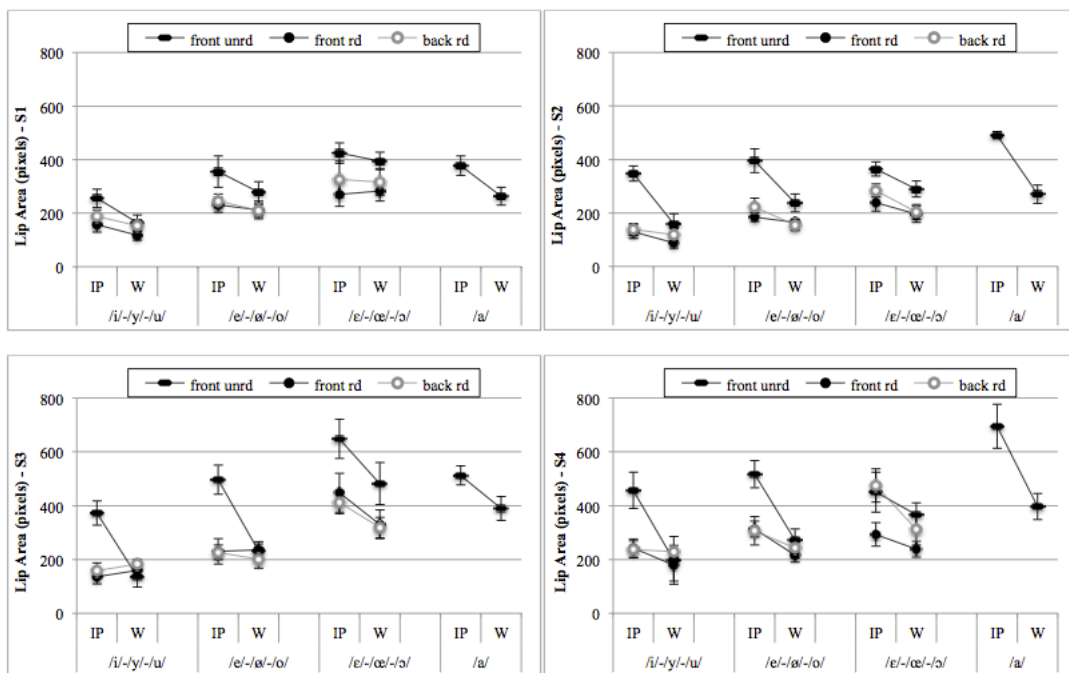 front unrd front rd back rd
800
600
400
200
0
Lip Area (pixels) - S1
IP W IP W IP W IP W
/i/-/y/-/u/ /e/-/ø/-/o/ /ɛ/-/œ/-/ɔ/ /a/
front unrd front rd back rd
800
600
400
200
0
Lip Area (pixels) - S2
IP W IP W IP W IP W
/i/-/y/-/u/ /e/-/ø/-/o/ /ɛ/-/œ/-/ɔ/ /a/
front unrd front rd back rd
800
600
400
200
0
Lip Area (pixels) - S3
IP W IP W IP W IP W
/i/-/y/-/u/ /e/-/ø/-/o/ /ɛ/-/œ/-/ɔ/ /a/
front unrd front rd back rd
800
600
400
200
0
Lip Area (pixels) - S4
IP W IP W IP W IP W
/i/-/y/-/u/ /e/-/ø/-/o/ /ɛ/-/œ/-/ɔ/ /a/